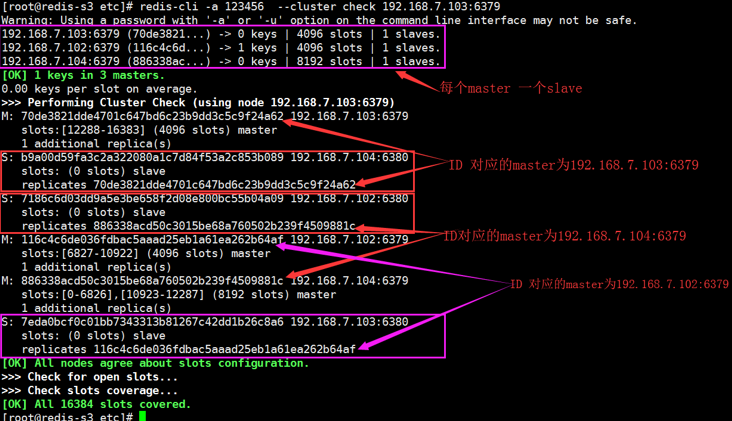 [root@redis-s3 etc]# redis-cli -a 123456  --cluster check 192.168.7.103:6379
Warning: Using a password with '-a' or '-u' option on the command line interface may not be safe.
192.168.7.103:6379 (70de3821...) -> 0 keys | 4096 slots | 1 slaves.
192.168.7.102:6379 (116c4c6d...) -> 1 keys | 4096 slots | 1 slaves.
192.168.7.104:6379 (886338ac...) -> 0 keys | 8192 slots | 1 slaves.
[OK] 1 keys in 3 masters.
每个master 一个slave
0.00 keys per slot on average.
>>> Performing Cluster Check (using node 192.168.7.103:6379)
M: 70de3821dde4701c647bd6c23b9dd3c5c9f24a62 192.168.7.103:6379
slots:[12288-16383] (4096 slots) master
1 additional replica(s)
S: b9a00d59fa3c2a322080a1c7d84f53a2c853b089 192.168.7.104:6380
ID 对应的master为192.168.7.103:6379
slots: (0 slots) slave
replicates 70de3821dde4701c647bd6c23b9dd3c5c9f24a62
S: 7186c6d03dd9a5e3be658f2d08e800bc55b04a09 192.168.7.102:6380
slots: (0 slots) slave
replicates 886338acd50c3015be68a760502b239f4509881c
ID对应的master为192.168.7.104:6379
M: 116c4c6de036fdbac5aaad25eb1a61ea262b64af 192.168.7.102:6379
slots:[6827-10922] (4096 slots) master
1 additional replica(s)
M: 886338acd50c3015be68a760502b239f4509881c 192.168.7.104:6379
ID 对应的master为192.168.7.102:6379
slots:[0-6826],[10923-12287] (8192 slots) master
1 additional replica(s)
S: 7eda0bcf0c01bb7343313b81267c42dd1b26c8a6 192.168.7.103:6380
slots: (0 slots) slave
replicates 116c4c6de036fdbac5aaad25eb1a61ea262b64af
[OK] All nodes agree about slots configuration.
>>> Check for open slots...
>>> Check slots coverage...
[OK] All 16384 slots covered.
[root@redis-s3 etc]#